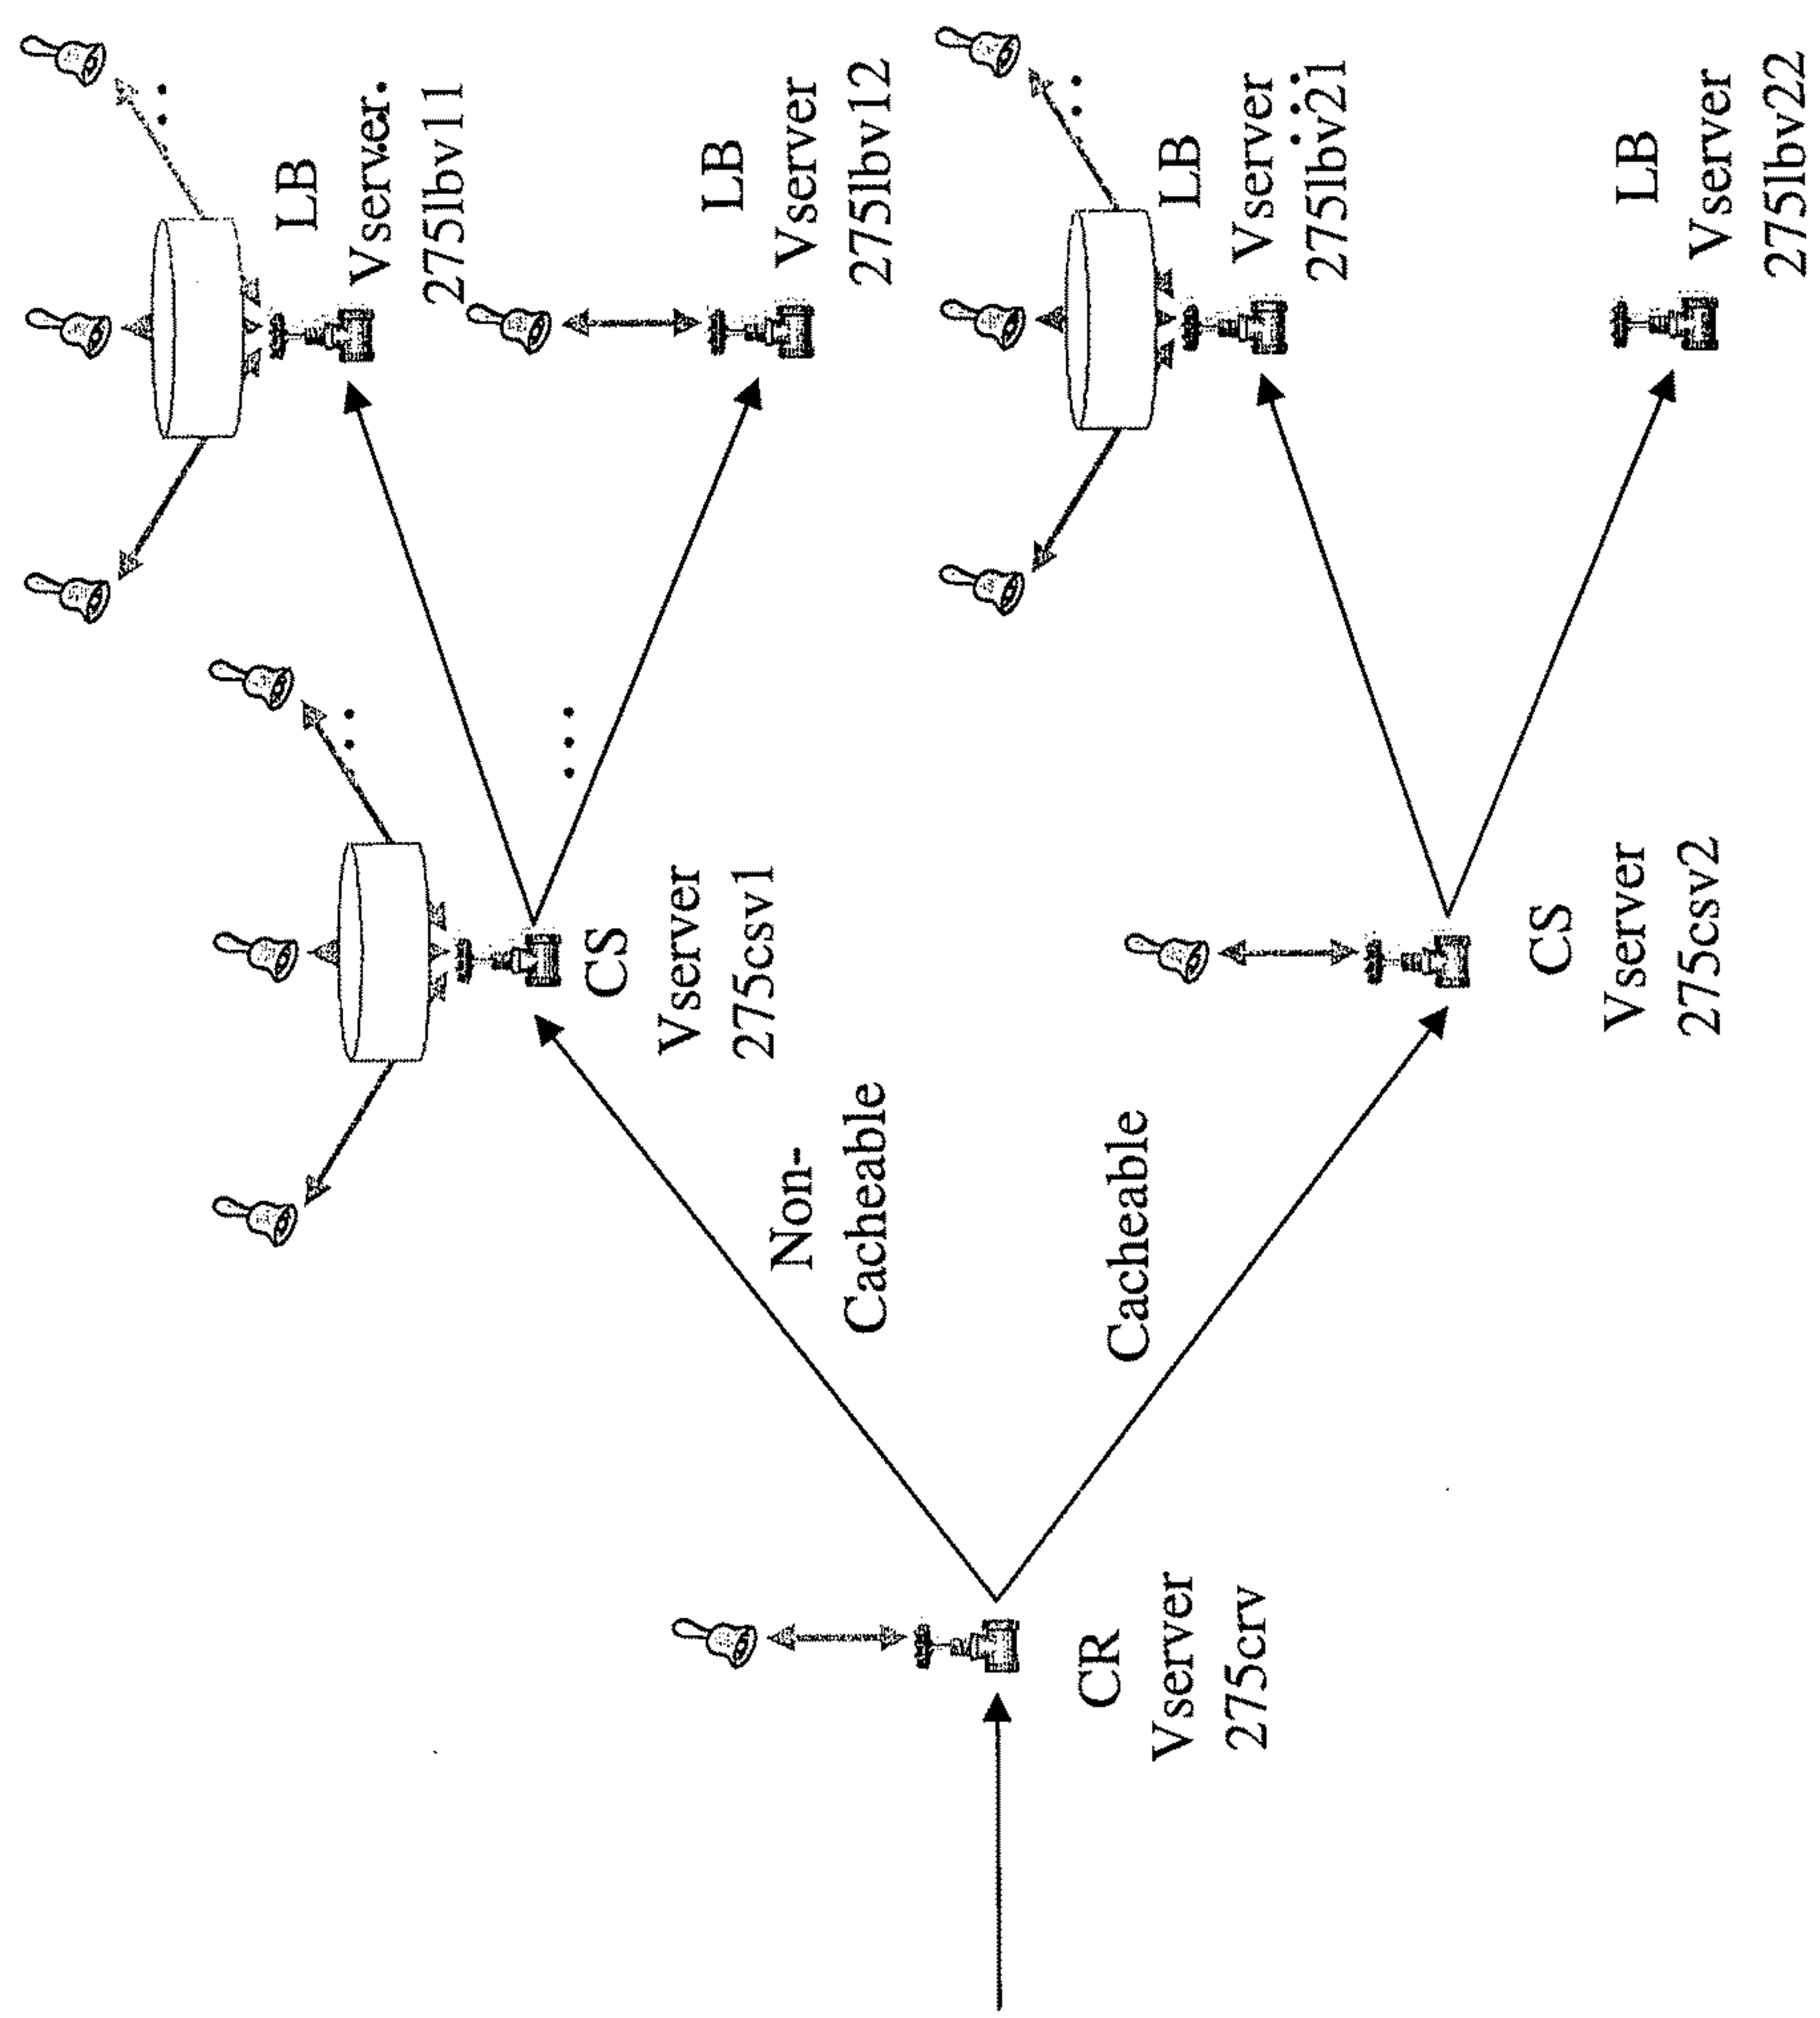 CR
Vserver
275crv
Non-
Cacheable
Cacheable
CS
Vserver
275csv1
CS
Vserver
275csv2
LB
Vserver
275lbv11
LB
Vserver
275lbv12
LB
Vserver
275lbv21
LB
Vserver
275lbv22